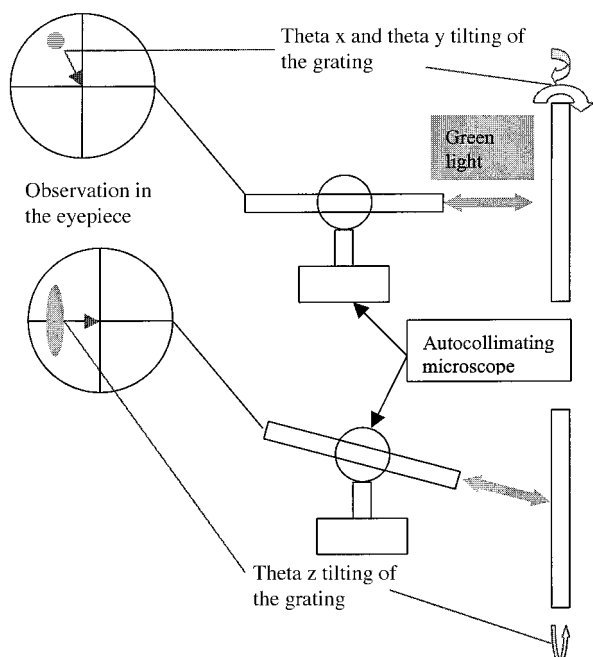 Theta x and theta y tilting of
the grating
Green
light
Observation in
the eyepiece
Autocollimating
microscope
Theta z tilting of
the grating